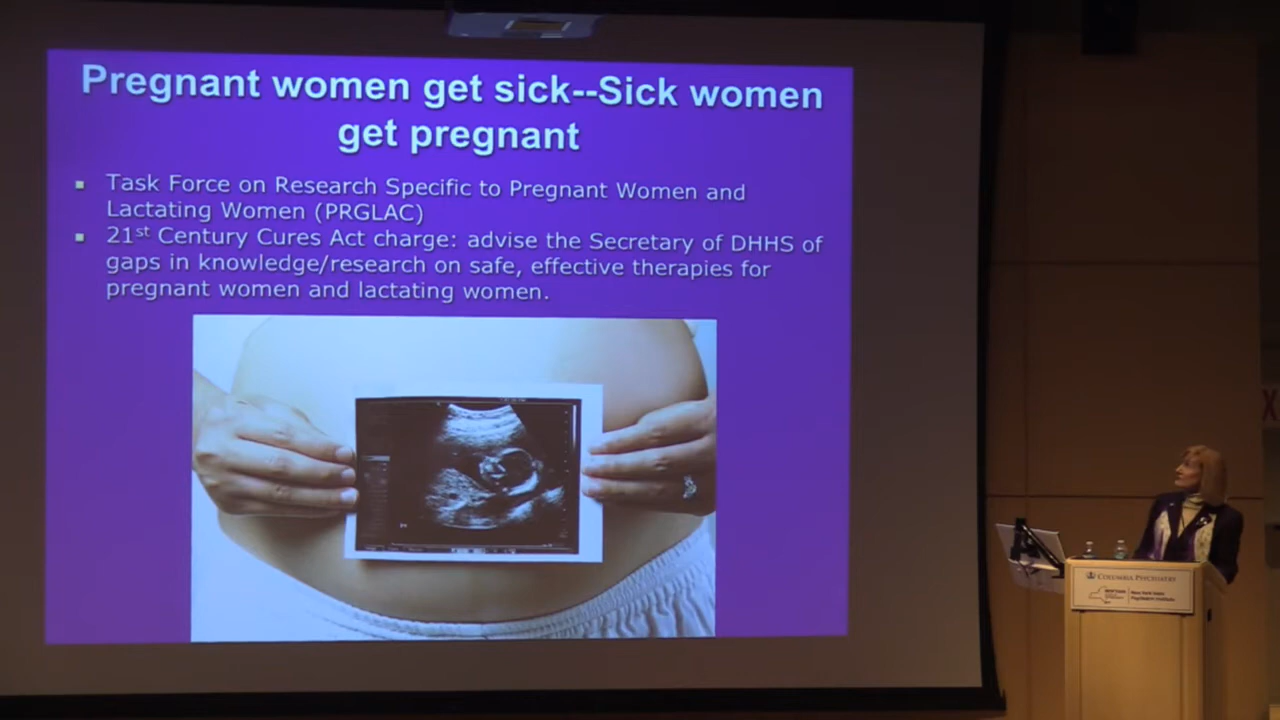 Pregnant women get sick--Sick women
get pregnant
Task Force on Research Specific to Pregnant Women and
Lactating Women (PRGLAC)
21st Century Cures Act charge: advise the Secretary of DHHS of
gaps in knowledge/research on safe, effective therapies for
pregnant women and lactating women.
COLUMBIA PSYCHIATRY
New York State
Psychiatric Institute